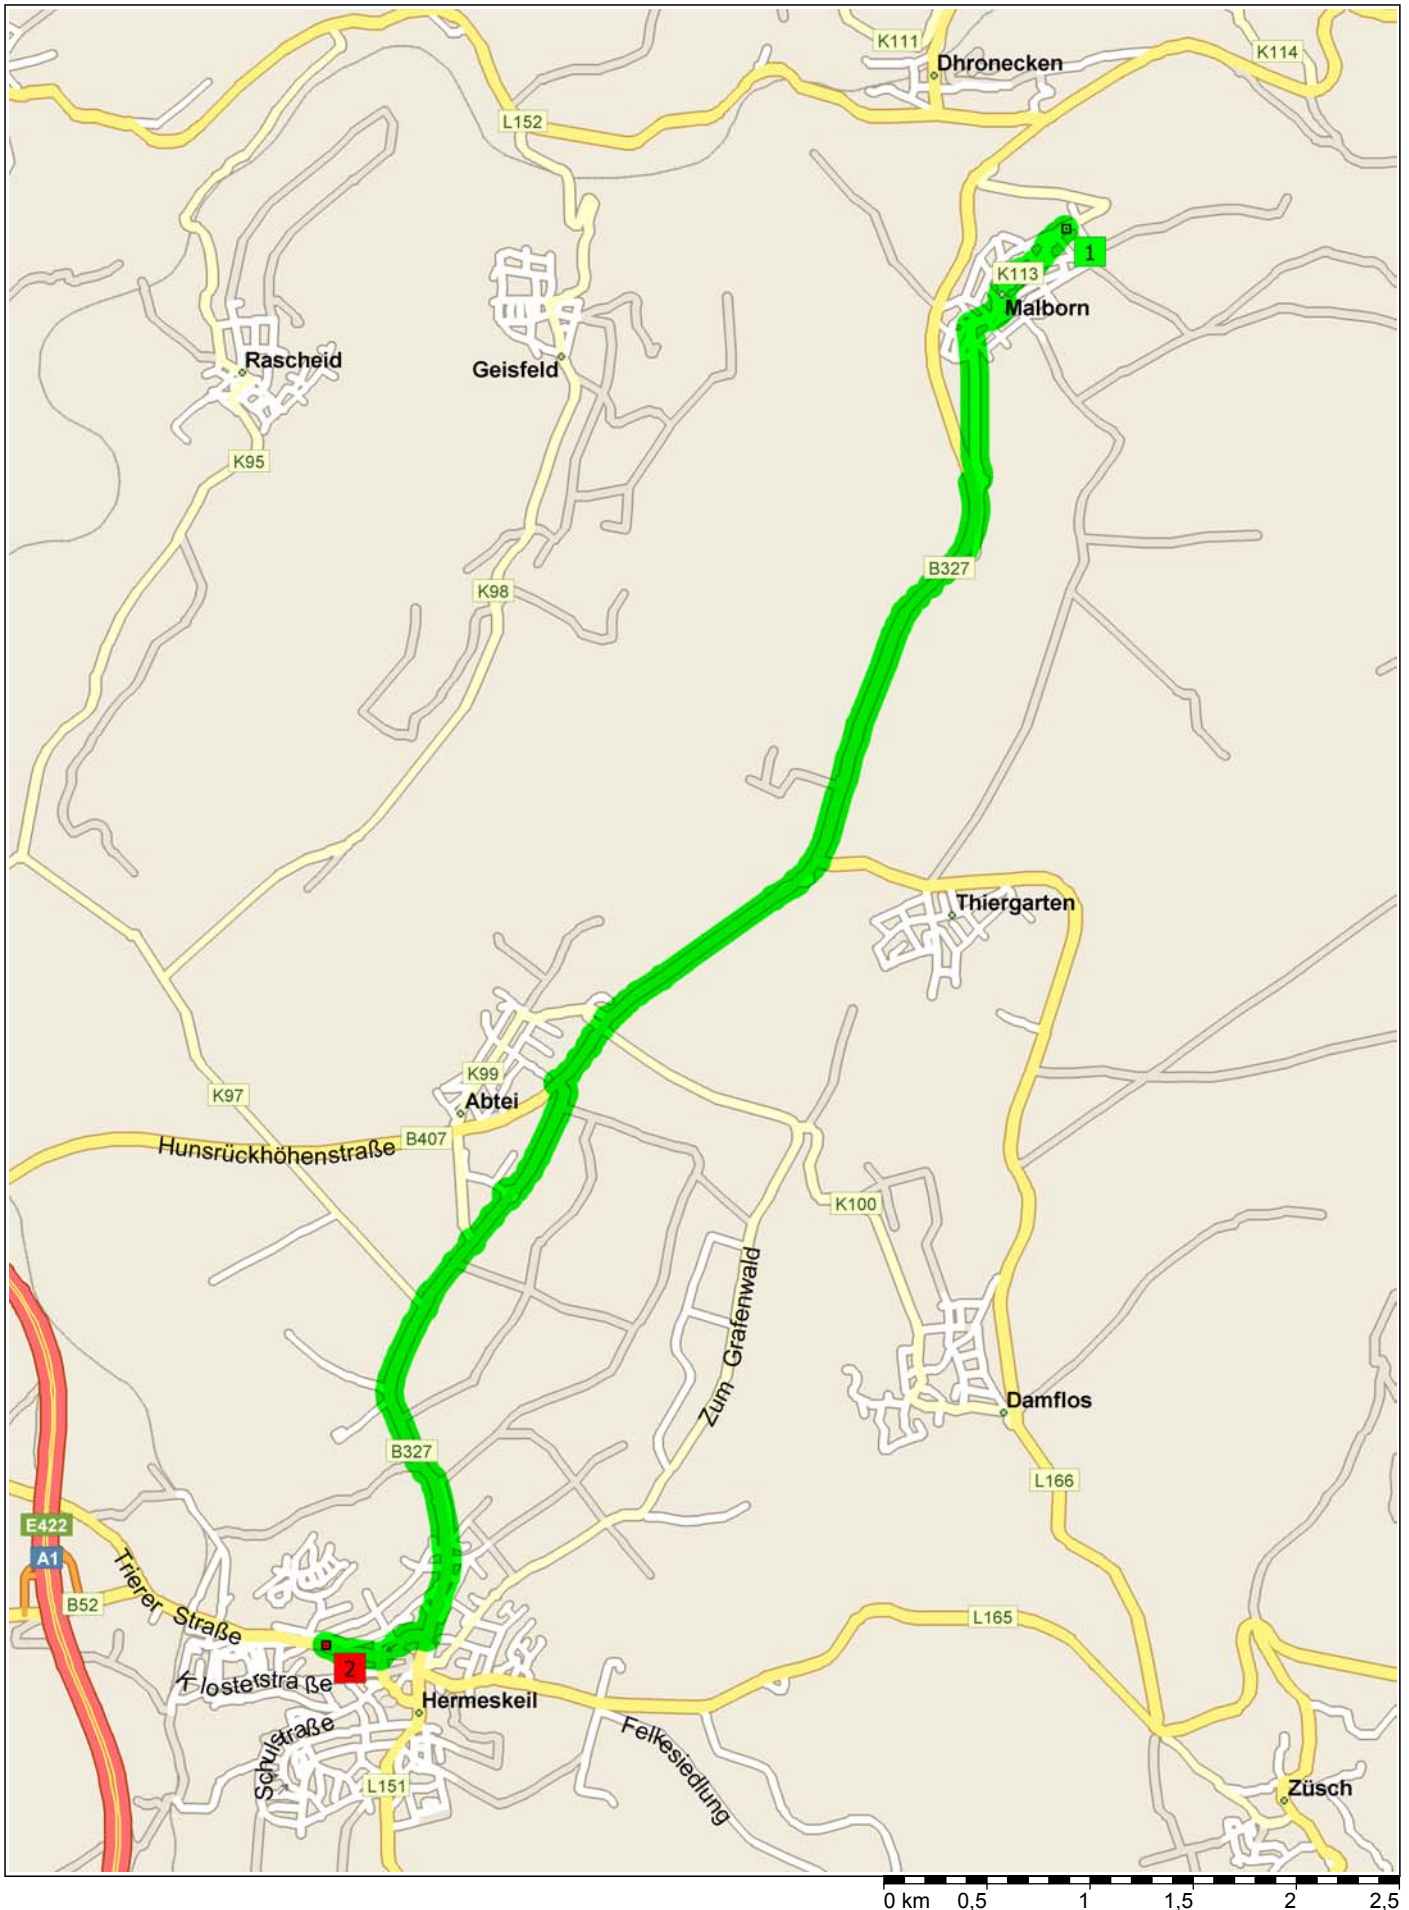 K111
Dhronecken
K114
L152
1
K113
Malborn
Rascheid
Geisfeld
K95
B327
K98
Thiergarten
K99
K97
Abtei
B407
Hunsrückhöhenstraße
K100
Zum Grafenwald
Damflos
B327
L166
E422
A1
Trierer Straße
B52
L165
2
Klosterstraße
Hermeskeil
Schulstraße
Felkesiedlung
L151
Züsch
0 km 0,5 1 1,5 2 2,5